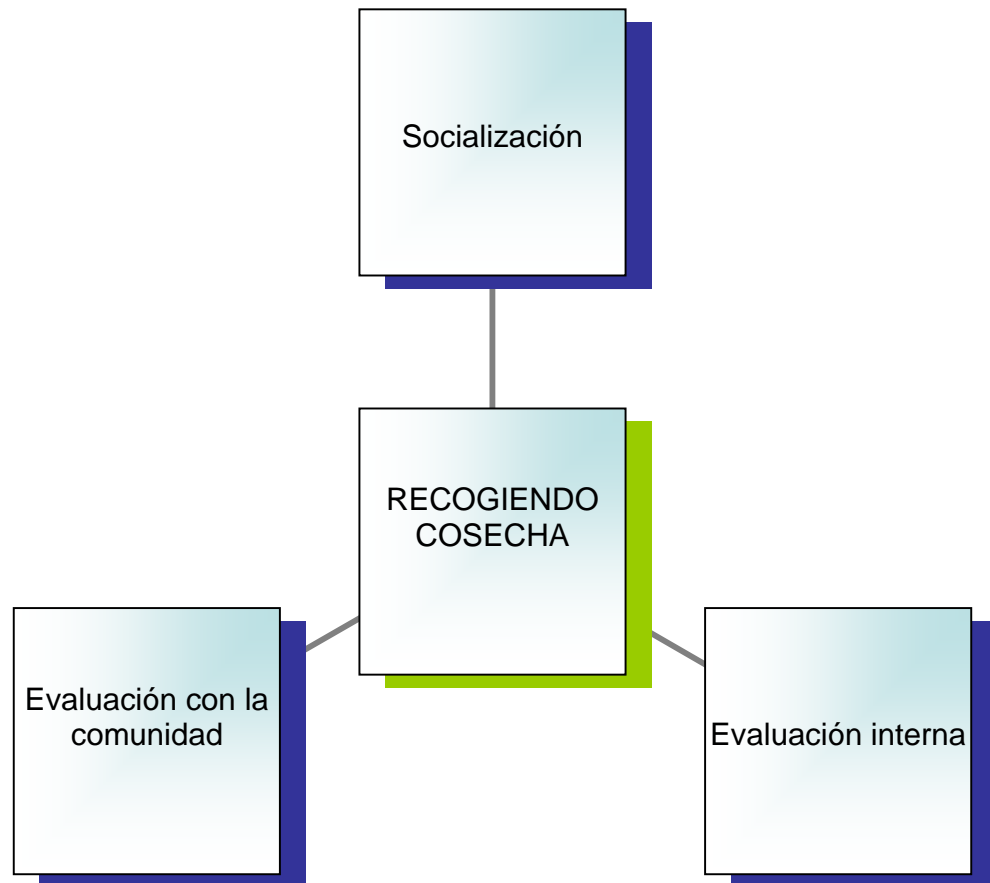 Socialización
RECOGIENDO
COSECHA
Evaluación con la
comunidad
Evaluación interna